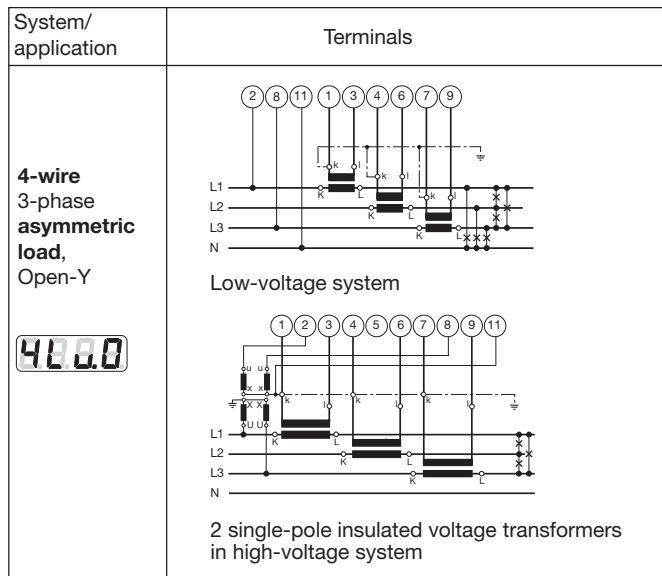 System/
application
Terminals
4-wire
3-phase
asymmetric
load,
Open-Y
4L u.0
2 8 11 1 3 4 6 7 9
k l k l k l
L1
K L
L2
K L
L3
K L
N
Low-voltage system
1 2 3 4 5 6 7 8 9 11
u u
x x
k l k l k l
X X
U U
L1
K L
L2
K L
L3
K L
N
2 single-pole insulated voltage transformers
in high-voltage system